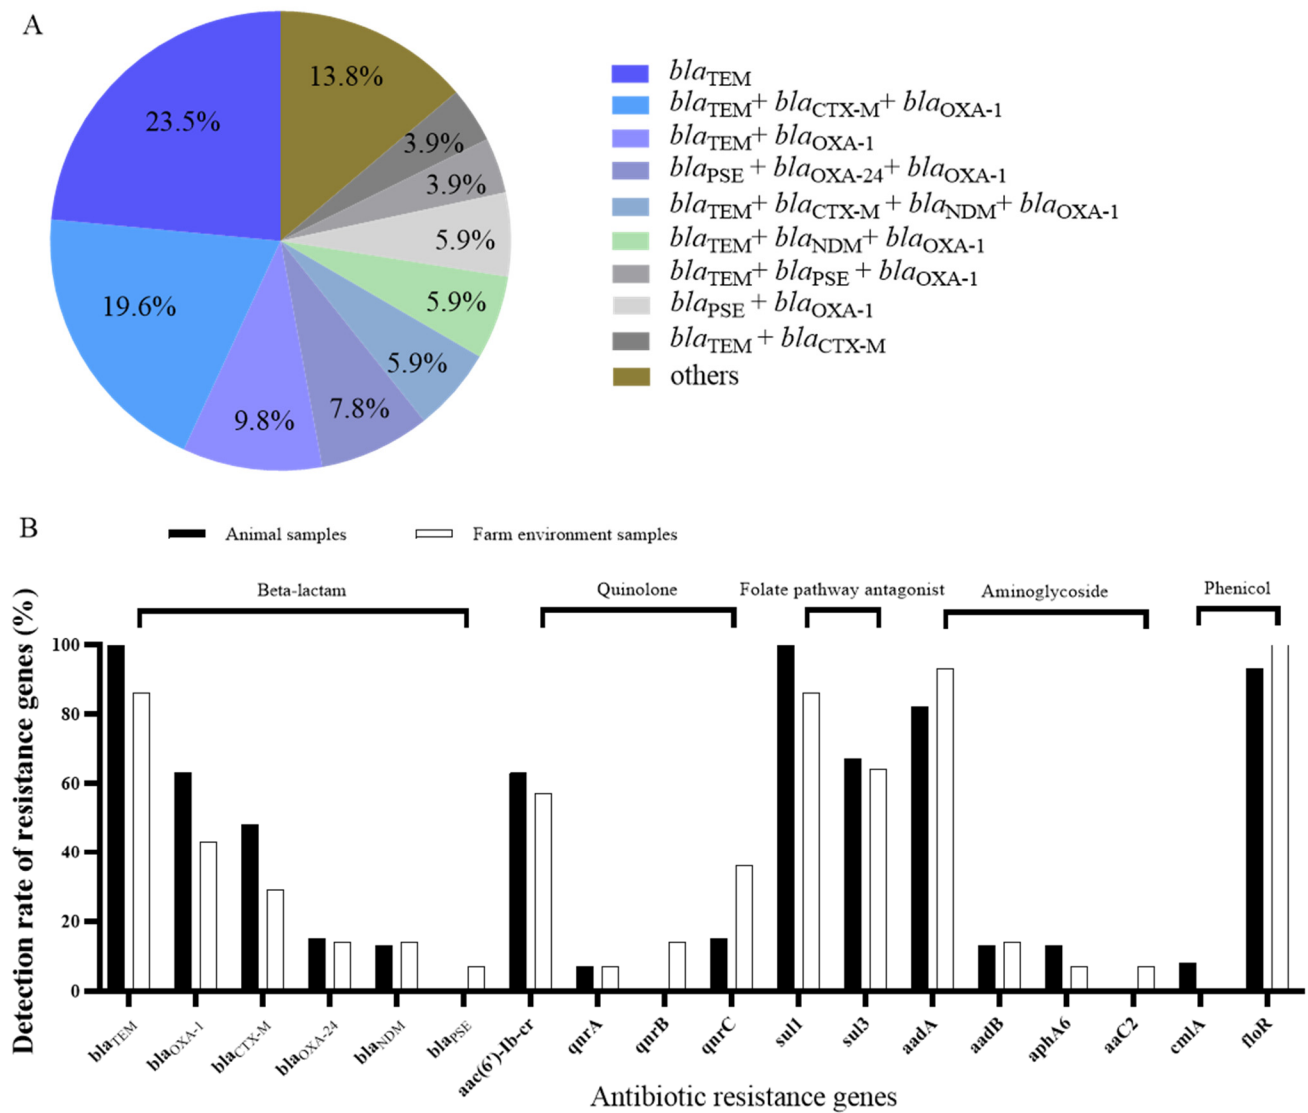 A
13.8%
23.5%
3.9%
3.9%
5.9%
19.6%
5.9%
5.9%
7.8%
9.8%
blaTEM
blaTEM+ blaCTX-M+ blaOXA-1
blaTEM+ blaOXA-1
blaPSE + blaOXA-24+ blaOXA-1
blaTEM+ blaCTX-M + blaNDM+ blaOXA-1
blaTEM+ blaNDM+ blaOXA-1
blaTEM+ blaPSE + blaOXA-1
blaPSE + blaOXA-1
blaTEM + blaCTX-M
others
B
Animal samples
Farm environment samples
Beta-lactam
Quinolone
Folate pathway antagonist
Aminoglycoside
Phenicol
Detection rate of resistance genes (%)
100
80
60
40
20
0
blaTEM
blaOXA-1
blaCTX-M
blaOXA-24
blaNDM
blaPSE
aac(6')-Ib-cr
qnrA
qnrB
qnrC
sul1
sul3
aadA
aadB
aphA6
aaC2
cmlA
floR
Antibiotic resistance genes